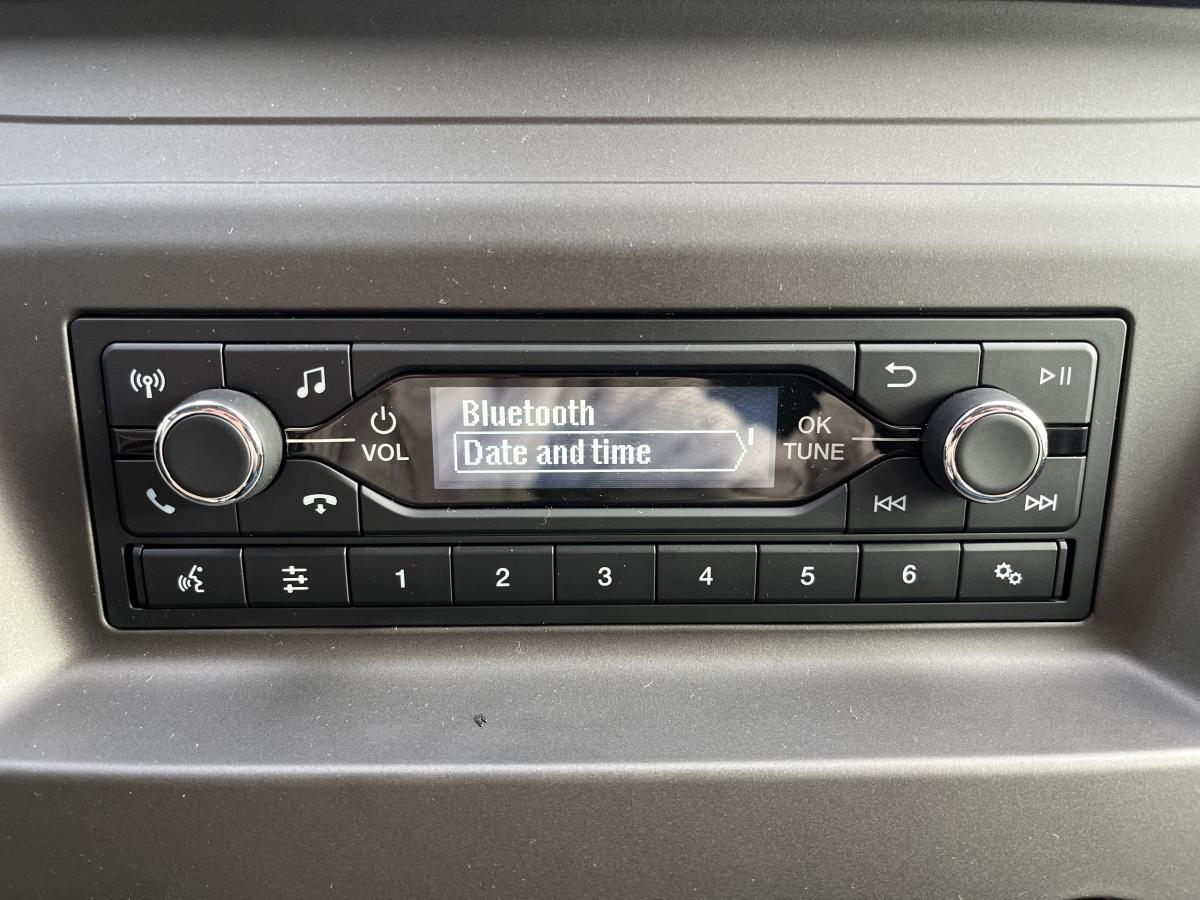 Bluetooth
Date and time
VOL
OK
TUNE
1 2 3 4 5 6